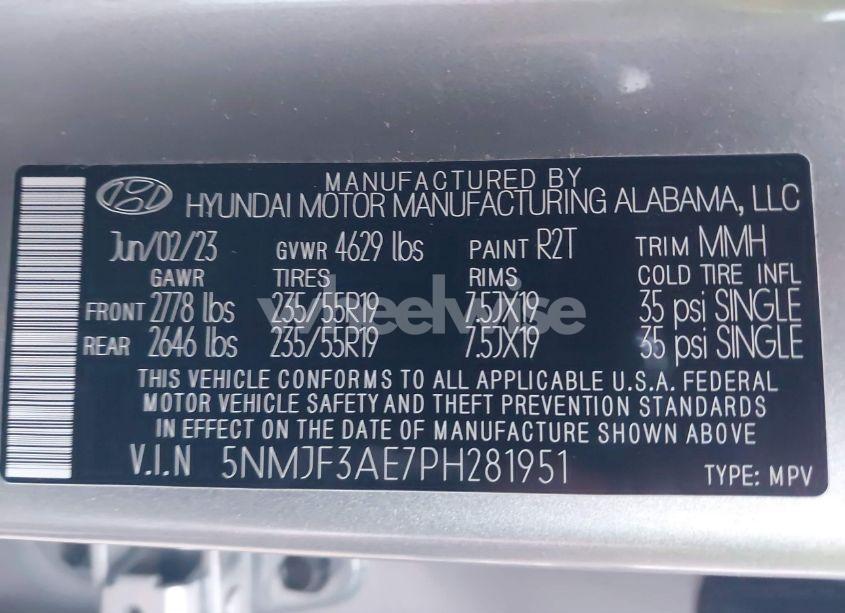 MANUFACTURED BY
HYUNDAI MOTOR MANUFACTURING ALABAMA, LLC
Jun/02/23 GVWR 4629 lbs PAINT R2T TRIM MMH
GAWR TIRES RIMS COLD TIRE INFL
FRONT 2778 lbs 235/55R19 7.5JX19 35 psi SINGLE
REAR 2646 lbs 235/55R19 7.5JX19 35 psi SINGLE
wheelwise
THIS VEHICLE CONFORMS TO ALL APPLICABLE U.S.A. FEDERAL
MOTOR VEHICLE SAFETY AND THEFT PREVENTION STANDARDS
IN EFFECT ON THE DATE OF MANUFACTURE SHOWN ABOVE
V.I.N 5NMJF3AE7PH281951 TYPE: MPV